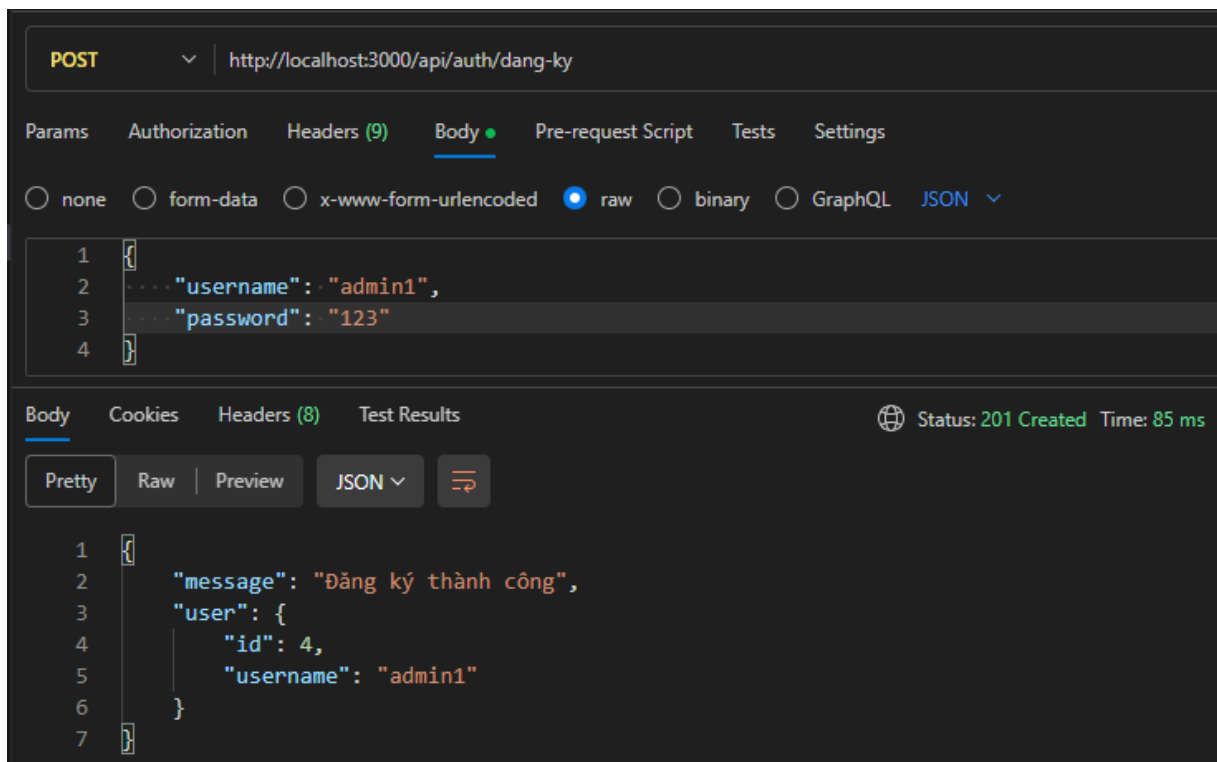 POST http://localhost:3000/api/auth/dang-ky
Params Authorization Headers (9) Body Pre-request Script Tests Settings
none form-data x-www-form-urlencoded raw binary GraphQL JSON
1 {
2 "username": "admin1",
3 "password": "123"
4 }
Body Cookies Headers (8) Test Results Status: 201 Created Time: 85 ms
Pretty Raw Preview JSON
1 {
2 "message": "Đăng ký thành công",
3 "user": {
4 "id": 4,
5 "username": "admin1"
6 }
7 }